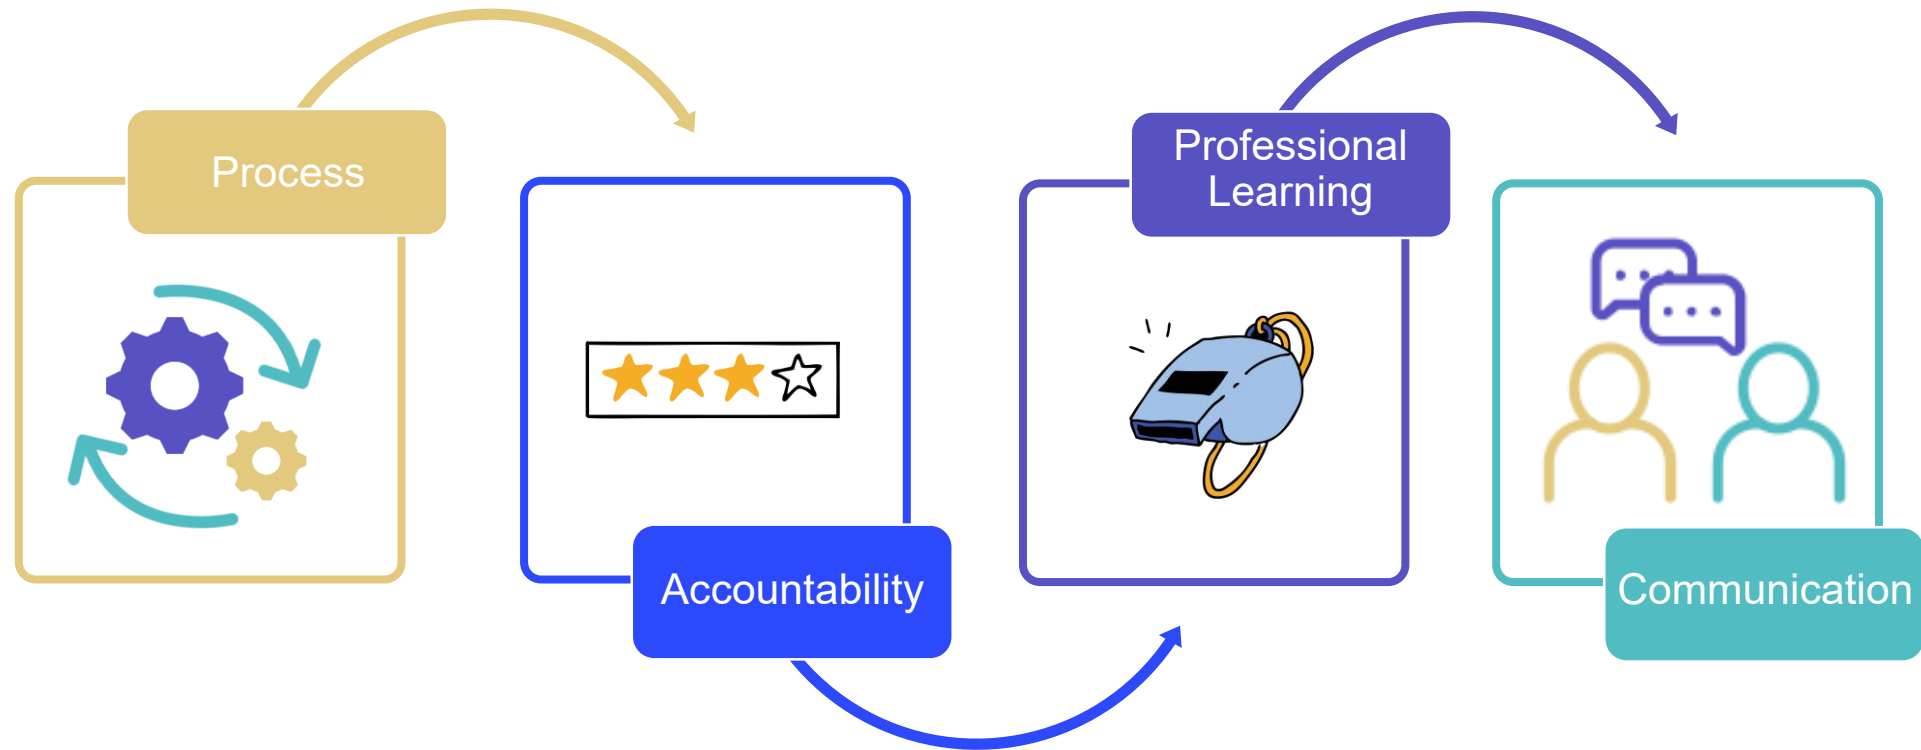 Process
Accountability
Professional
Learning
Communication